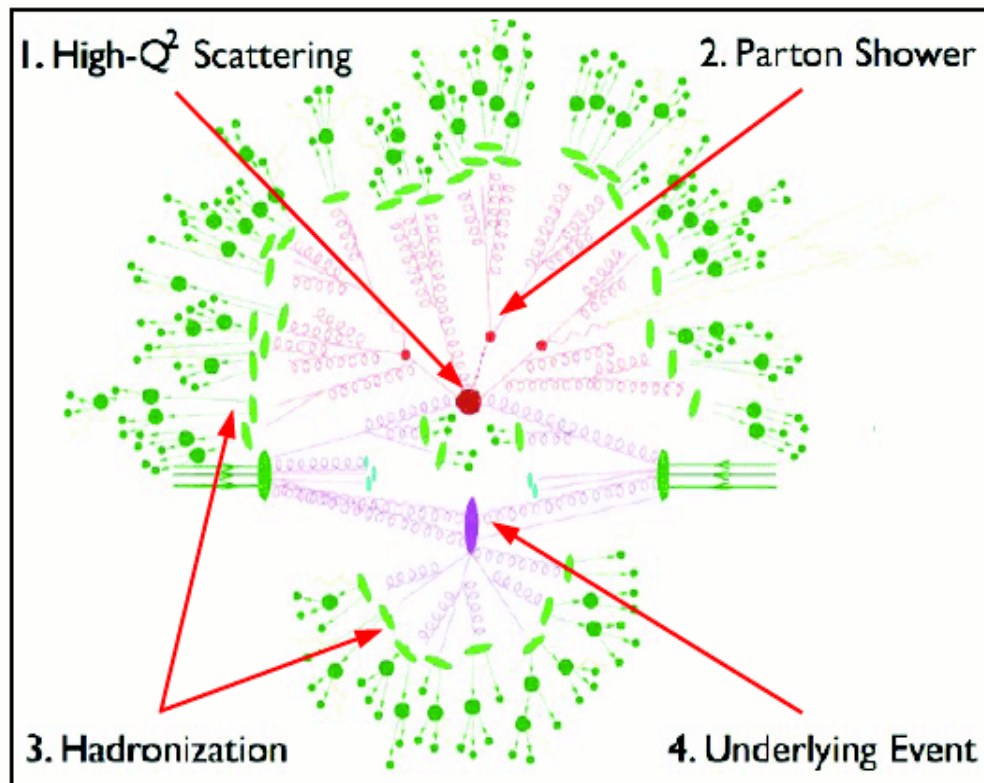 1. High-Q² Scattering
2. Parton Shower
3. Hadronization
4. Underlying Event